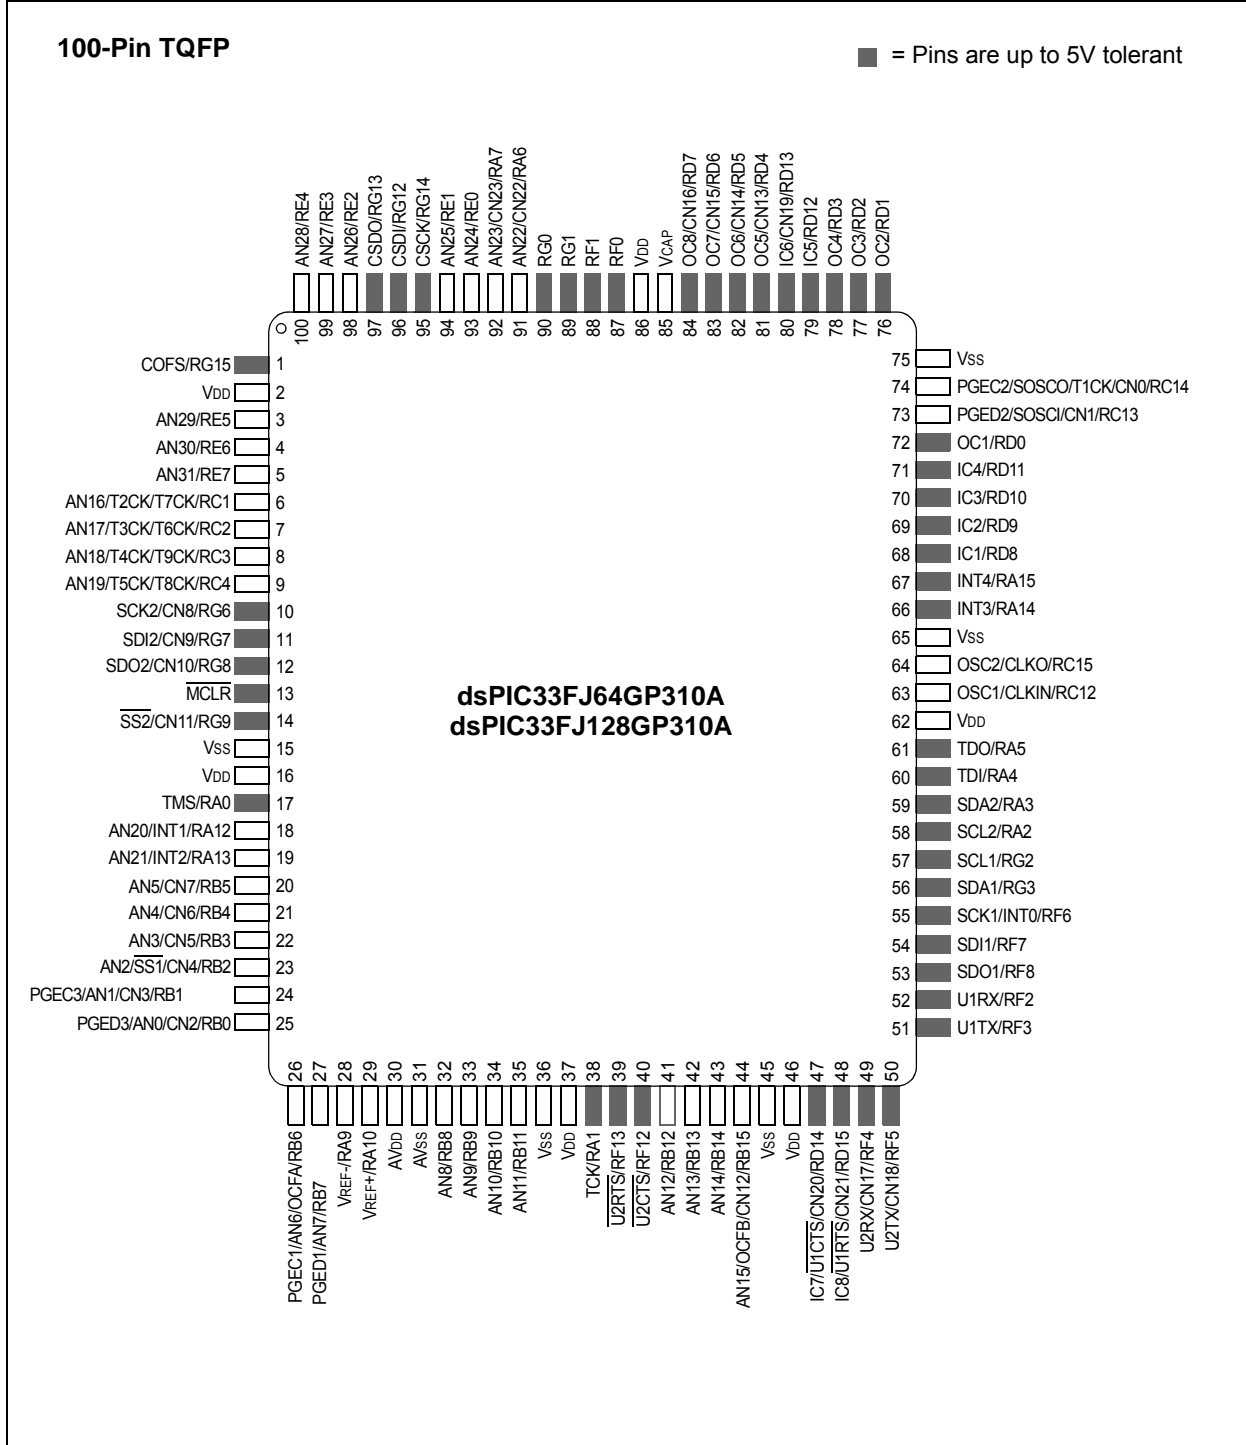 100-Pin TQFP
= Pins are up to 5V tolerant
AN28/RE4
AN27/RE3
AN26/RE2
CSDO/RG13
CSDI/RG12
CSCK/RG14
AN25/RE1
AN24/RE0
AN23/CN23/RA7
AN22/CN22/RA6
RG0
RG1
RF1
RF0
VDD
VCAP
OC8/CN16/RD7
OC7/CN15/RD6
OC6/CN14/RD5
OC5/CN13/RD4
IC6/CN19/RD13
IC5/RD12
OC4/RD3
OC3/RD2
OC2/RD1
100
99
98
97
96
95
94
93
92
91
90
89
88
87
86
85
84
83
82
81
80
79
78
77
76
COFS/RG15 1
VDD 2
AN29/RE5 3
AN30/RE6 4
AN31/RE7 5
AN16/T2CK/T7CK/RC1 6
AN17/T3CK/T6CK/RC2 7
AN18/T4CK/T9CK/RC3 8
AN19/T5CK/T8CK/RC4 9
SCK2/CN8/RG6 10
SDI2/CN9/RG7 11
SDO2/CN10/RG8 12
MCLR 13
SS2/CN11/RG9 14
VSS 15
VDD 16
TMS/RA0 17
AN20/INT1/RA12 18
AN21/INT2/RA13 19
AN5/CN7/RB5 20
AN4/CN6/RB4 21
AN3/CN5/RB3 22
AN2/SS1/CN4/RB2 23
PGEC3/AN1/CN3/RB1 24
PGED3/AN0/CN2/RB0 25
dsPIC33FJ64GP310A
dsPIC33FJ128GP310A
75 VSS
74 PGEC2/SOSCO/T1CK/CN0/RC14
73 PGED2/SOSCI/CN1/RC13
72 OC1/RD0
71 IC4/RD11
70 IC3/RD10
69 IC2/RD9
68 IC1/RD8
67 INT4/RA15
66 INT3/RA14
65 VSS
64 OSC2/CLKO/RC15
63 OSC1/CLKIN/RC12
62 VDD
61 TDO/RA5
60 TDI/RA4
59 SDA2/RA3
58 SCL2/RA2
57 SCL1/RG2
56 SDA1/RG3
55 SCK1/INT0/RF6
54 SDI1/RF7
53 SDO1/RF8
52 U1RX/RF2
51 U1TX/RF3
26
27
28
29
30
31
32
33
34
35
36
37
38
39
40
41
42
43
44
45
46
47
48
49
50
PGEC1/AN6/OCFA/RB6
PGED1/AN7/RB7
VREF-/RA9
VREF+/RA10
AVDD
AVSS
AN8/RB8
AN9/RB9
AN10/RB10
AN11/RB11
VSS
VDD
TCK/RA1
U2RTS/RF13
U2CTS/RF12
AN12/RB12
AN13/RB13
AN14/RB14
AN15/OCFB/CN12/RB15
VSS
VDD
IC7/U1CTS/CN20/RD14
IC8/U1RTS/CN21/RD15
U2RX/CN17/RF4
U2TX/CN18/RF5